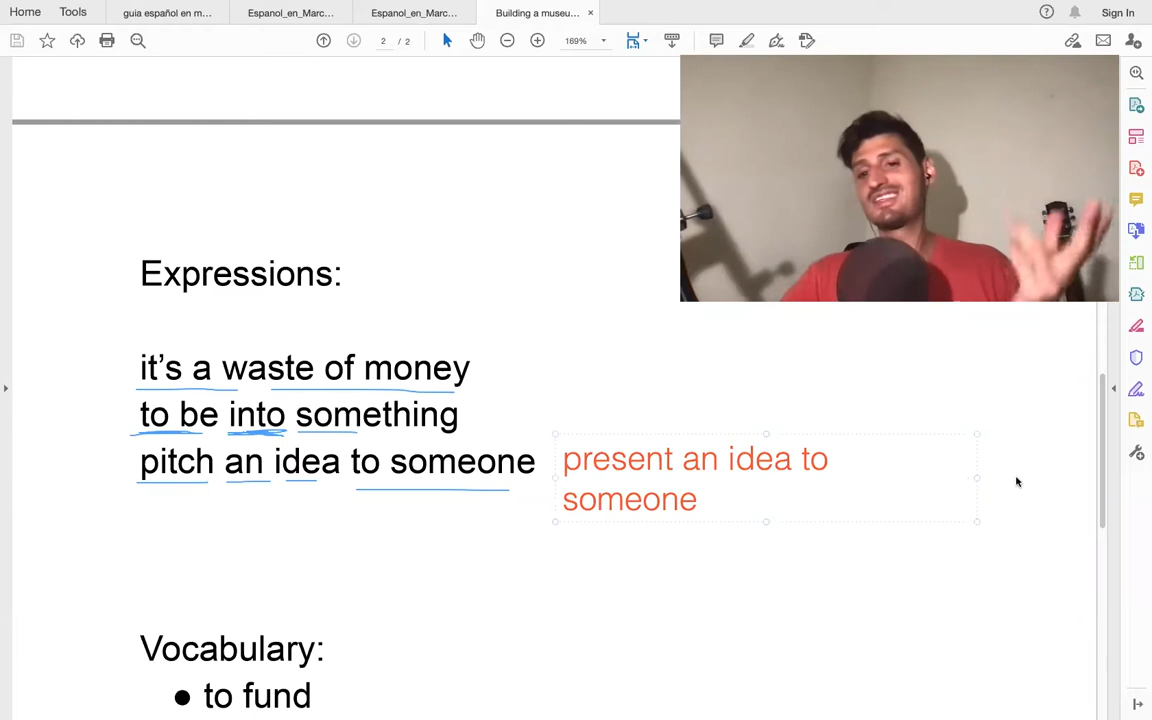 Home
Tools
guia español en m...
Espanol_en_Marc...
Espanol_en_Marc...
Building a museu...
Sign In
2 / 2
169%
Expressions:
it's a waste of money
to be into something
pitch an idea to someone
present an idea to
someone
Vocabulary:
● to fund